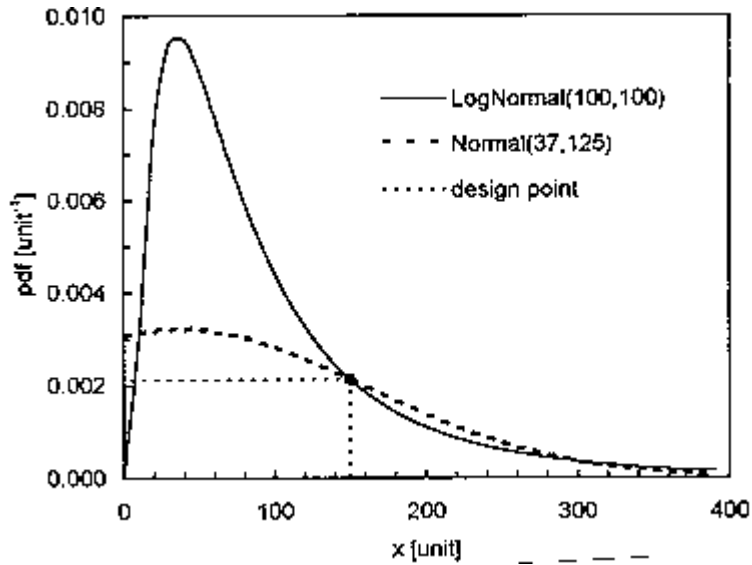 0.010
0.008
0.006
0.004
0.002
0.000
pdf [unit⁻¹]
LogNormal(100,100)
Normal(37,125)
design point
0
100
200
300
400
x [unit]